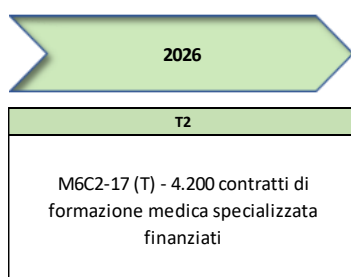 2026
T2
M6C2-17 (T) - 4.200 contratti di
formazione medica specializzata
finanziati